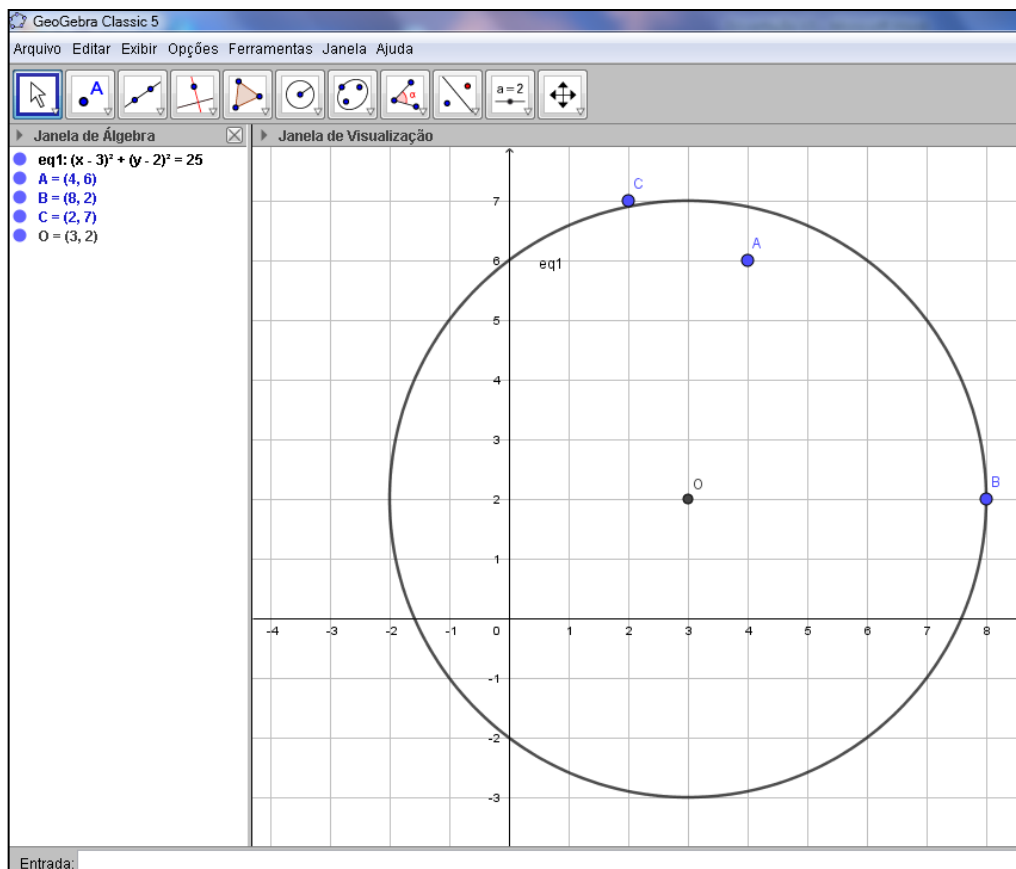 GeoGebra Classic 5
Arquivo Editar Exibir Opções Ferramentas Janela Ajuda
A α a = 2
Janela de Álgebra
Janela de Visualização
eq1: (x - 3)² + (y - 2)² = 25
A = (4, 6)
B = (8, 2)
C = (2, 7)
O = (3, 2)
C
7
A
6
eq1
5
4
3
O
B
2
1
-4 -3 -2 -1 0 1 2 3 4 5 6 7 8
-1
-2
-3
Entrada: